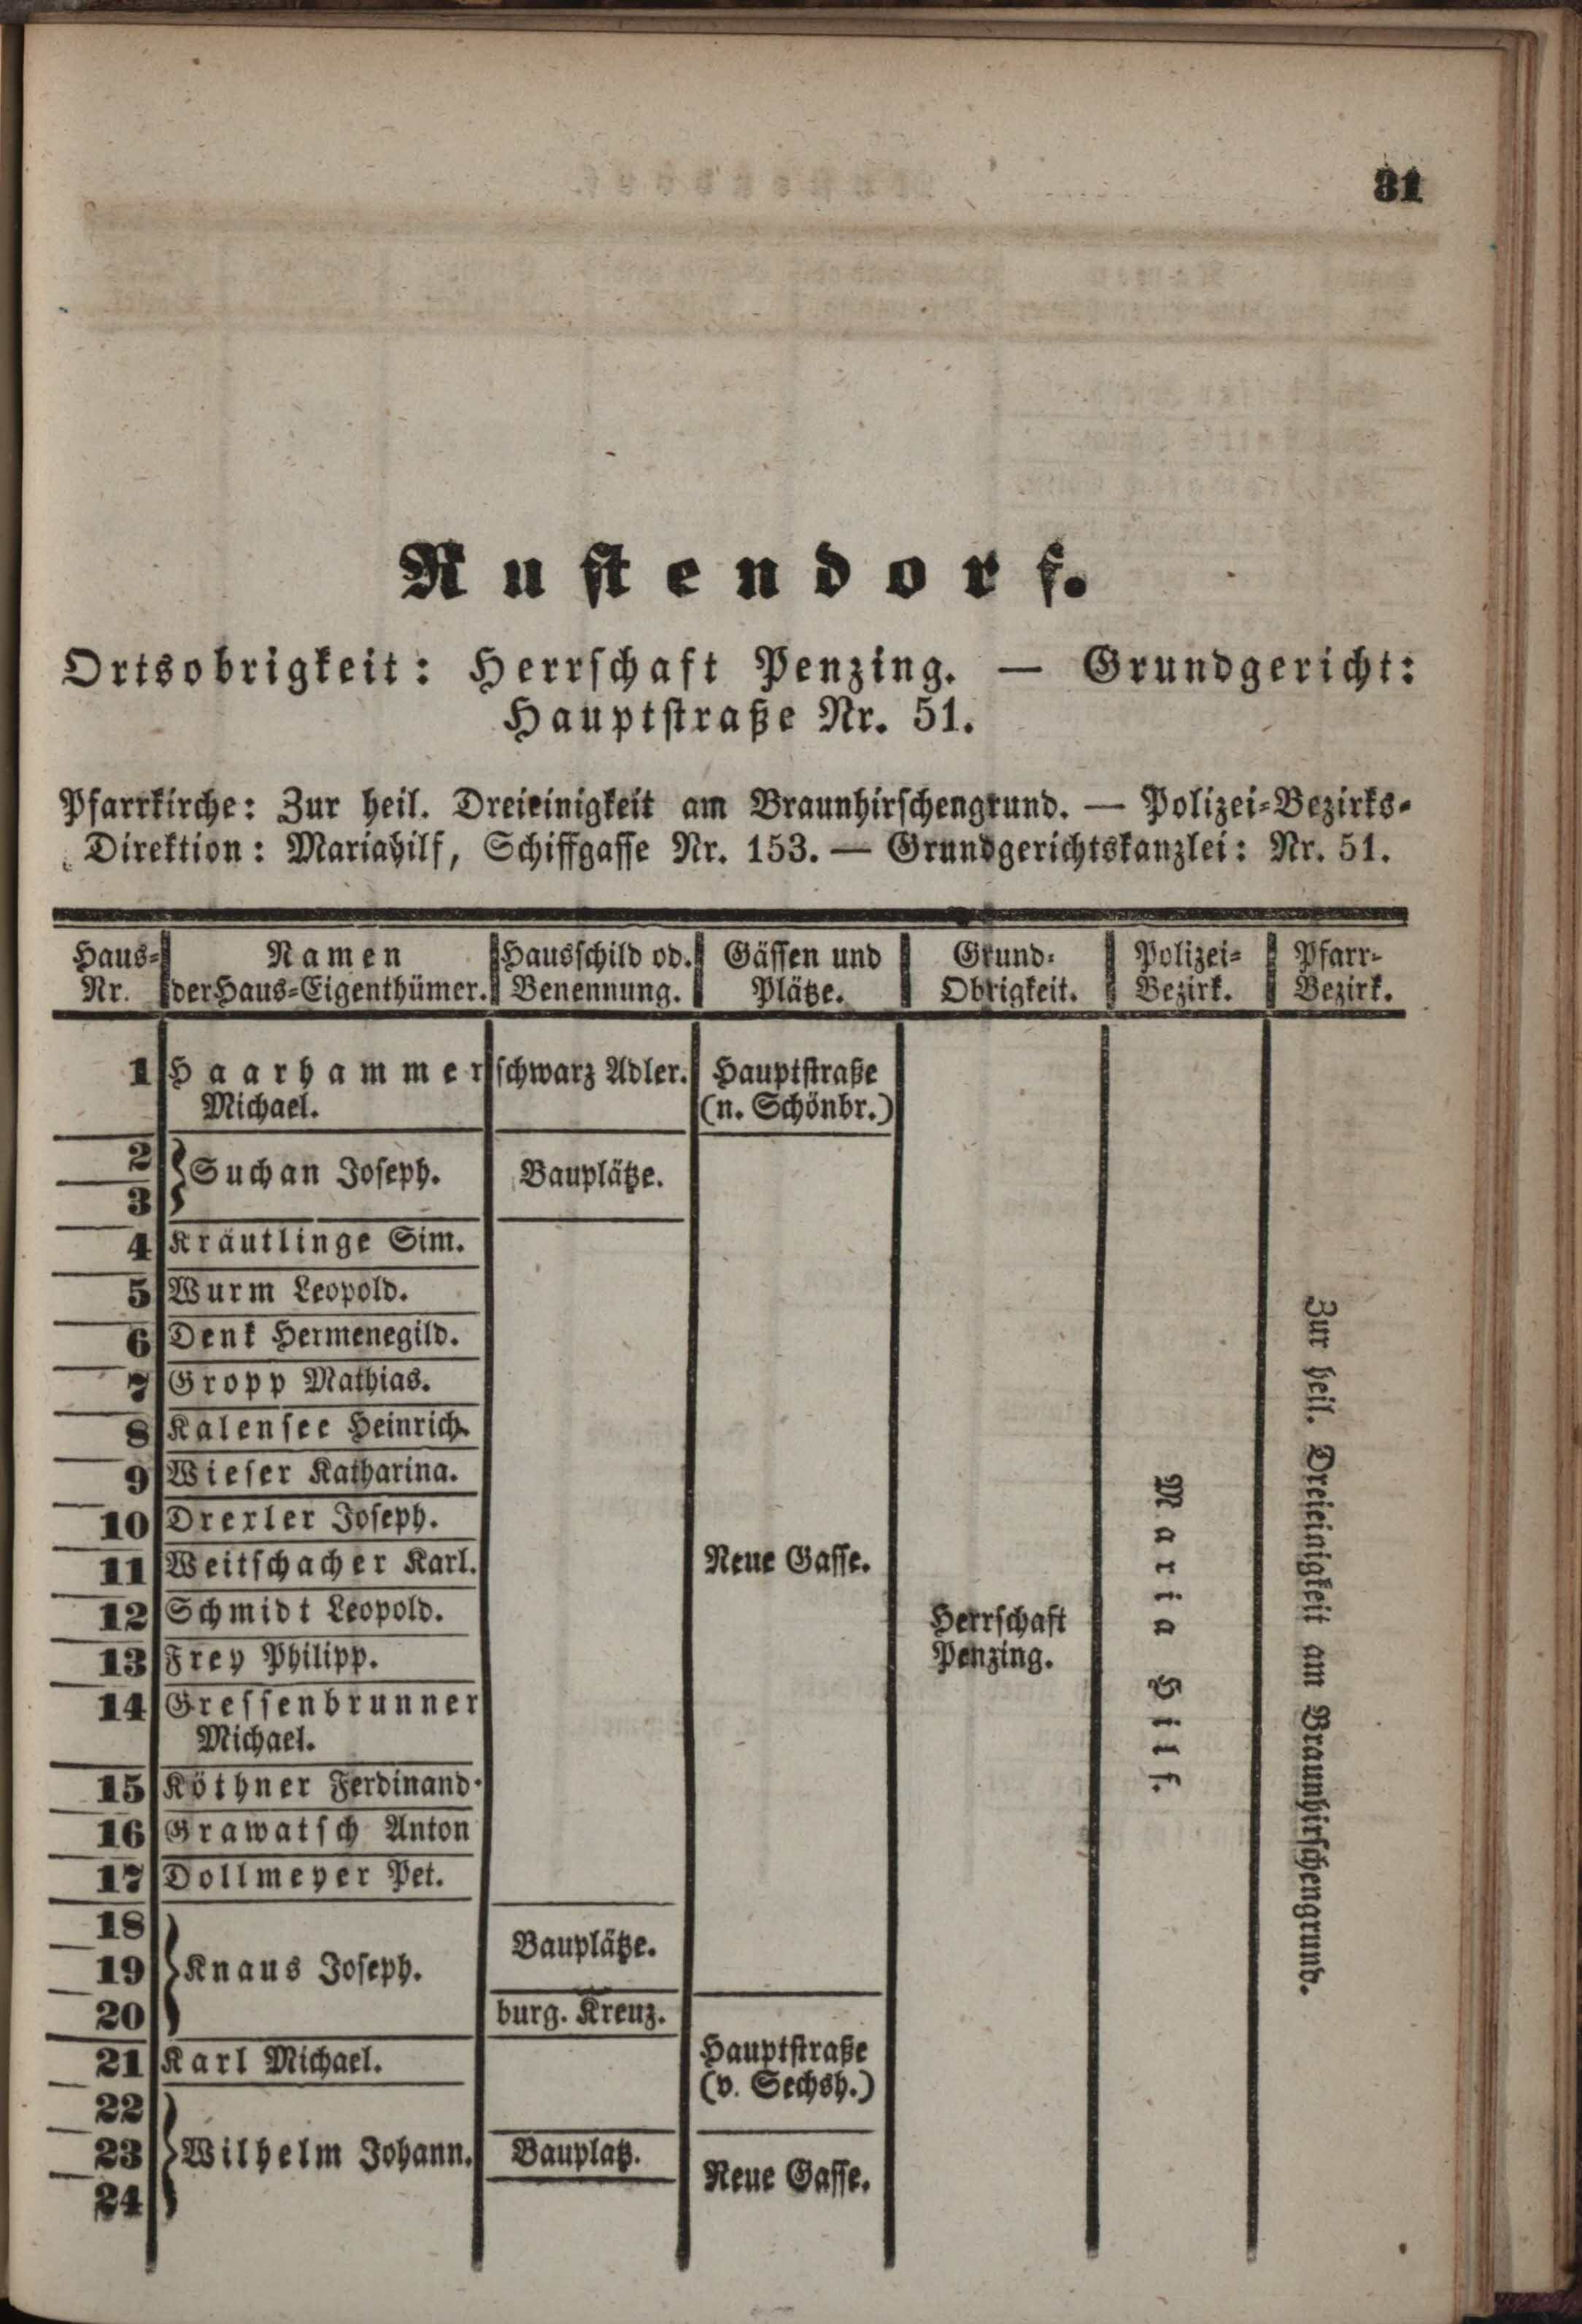 31
Rustendorf.
Ortsobrigkeit: Herrschaft Penzing. — Grundgericht:
Hauptstraße Nr. 51.
Pfarrkirche: Zur heil. Dreieinigkeit am Braunhirschengrund. — Polizei-Bezirks-
Direktion: Mariahilf, Schiffgasse Nr. 153. — Grundgerichtskanzlei: Nr. 51.
Haus- Namen Hausschild od. Gässen und Grund- Polizei- Pfarr-
Nr. der Haus-Eigenthümer. Benennung. Plätze. Obrigkeit. Bezirk. Bezirk.
1 Haarhammer schwarz Adler. Hauptstraße
Michael. (n. Schönbr.)
2
Suchan Joseph. Bauplätze.
3
4 Kräutlinge Sim.
5 Wurm Leopold.
6 Denk Hermenegild.
7 Gropp Mathias.
8 Kalensee Heinrich.
9 Wieser Katharina.
10 Drexler Joseph.
11 Weitschacher Karl. Neue Gasse.
12 Schmidt Leopold. Herrschaft
13 Frey Philipp. Penzing.
14 Gressenbrunner
Michael.
15 Köthner Ferdinand.
16 Grawatsch Anton
17 Dollmeyer Pet.
18
Bauplätze.
19 Knaus Joseph.
20 burg. Kreuz.
21 Karl Michael. Hauptstraße
(v. Sechsh.)
22
23 Wilhelm Johann. Bauplatz.
Neue Gasse.
24
Maria Hilf.
Zur heil. Dreieinigkeit am Braunhirschengrund.